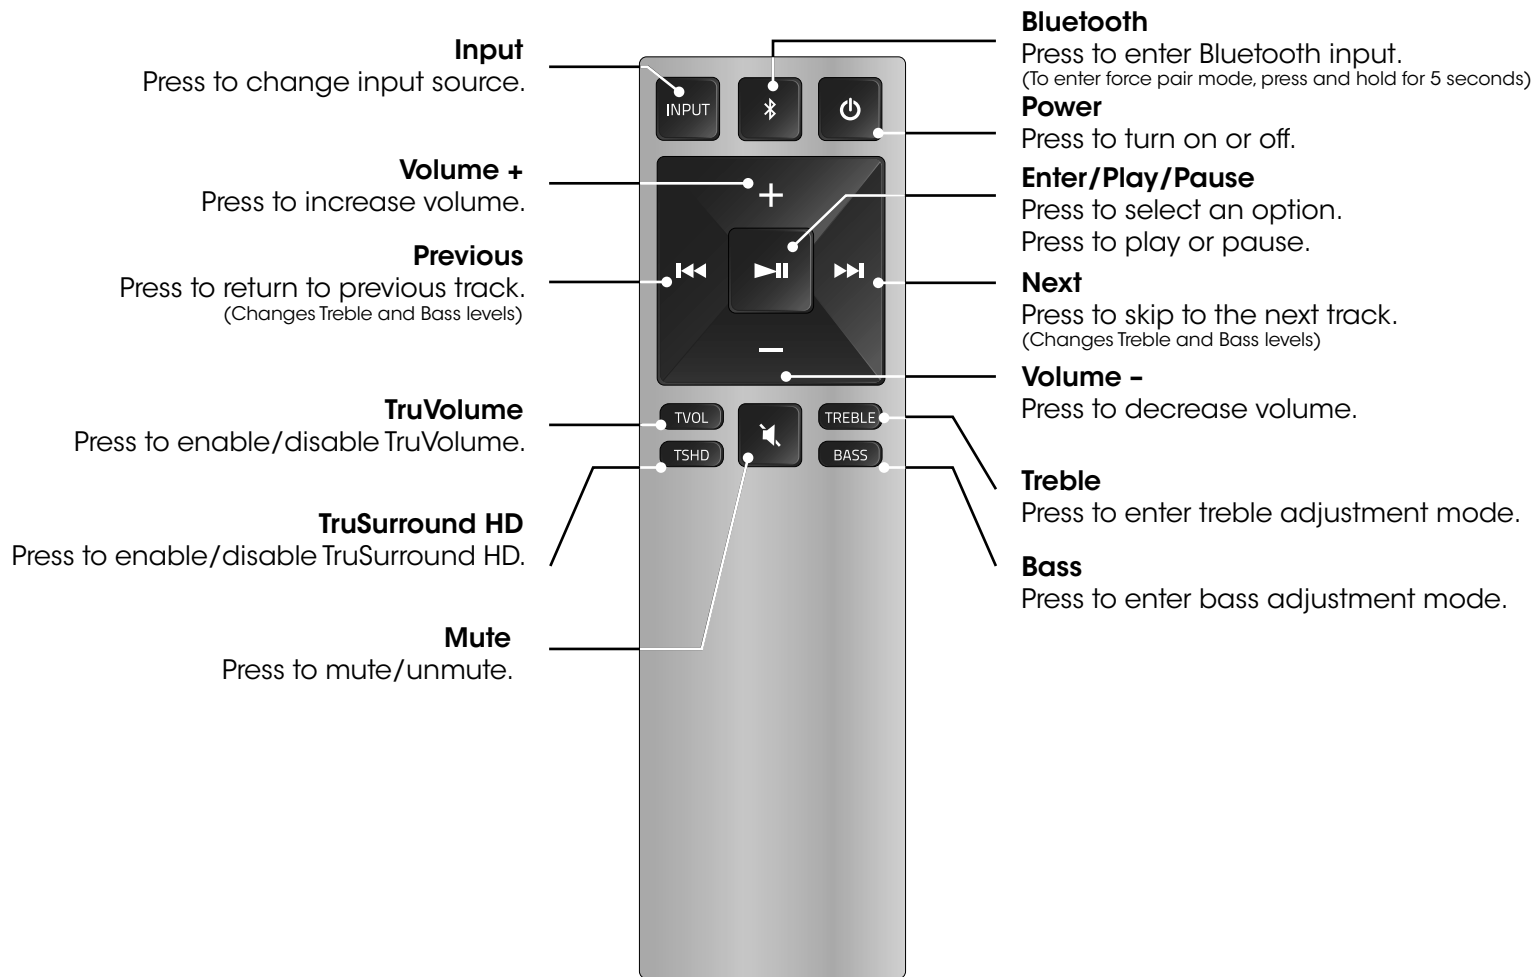 Input
Press to change input source.
Volume +
Press to increase volume.
Previous
Press to return to previous track.
(Changes Treble and Bass levels)
TruVolume
Press to enable/disable TruVolume.
TruSurround HD
Press to enable/disable TruSurround HD.
Mute
Press to mute/unmute.
INPUT
TVOL
TREBLE
TSHD
BASS
Bluetooth
Press to enter Bluetooth input.
(To enter force pair mode, press and hold for 5 seconds)
Power
Press to turn on or off.
Enter/Play/Pause
Press to select an option.
Press to play or pause.
Next
Press to skip to the next track.
(Changes Treble and Bass levels)
Volume –
Press to decrease volume.
Treble
Press to enter treble adjustment mode.
Bass
Press to enter bass adjustment mode.